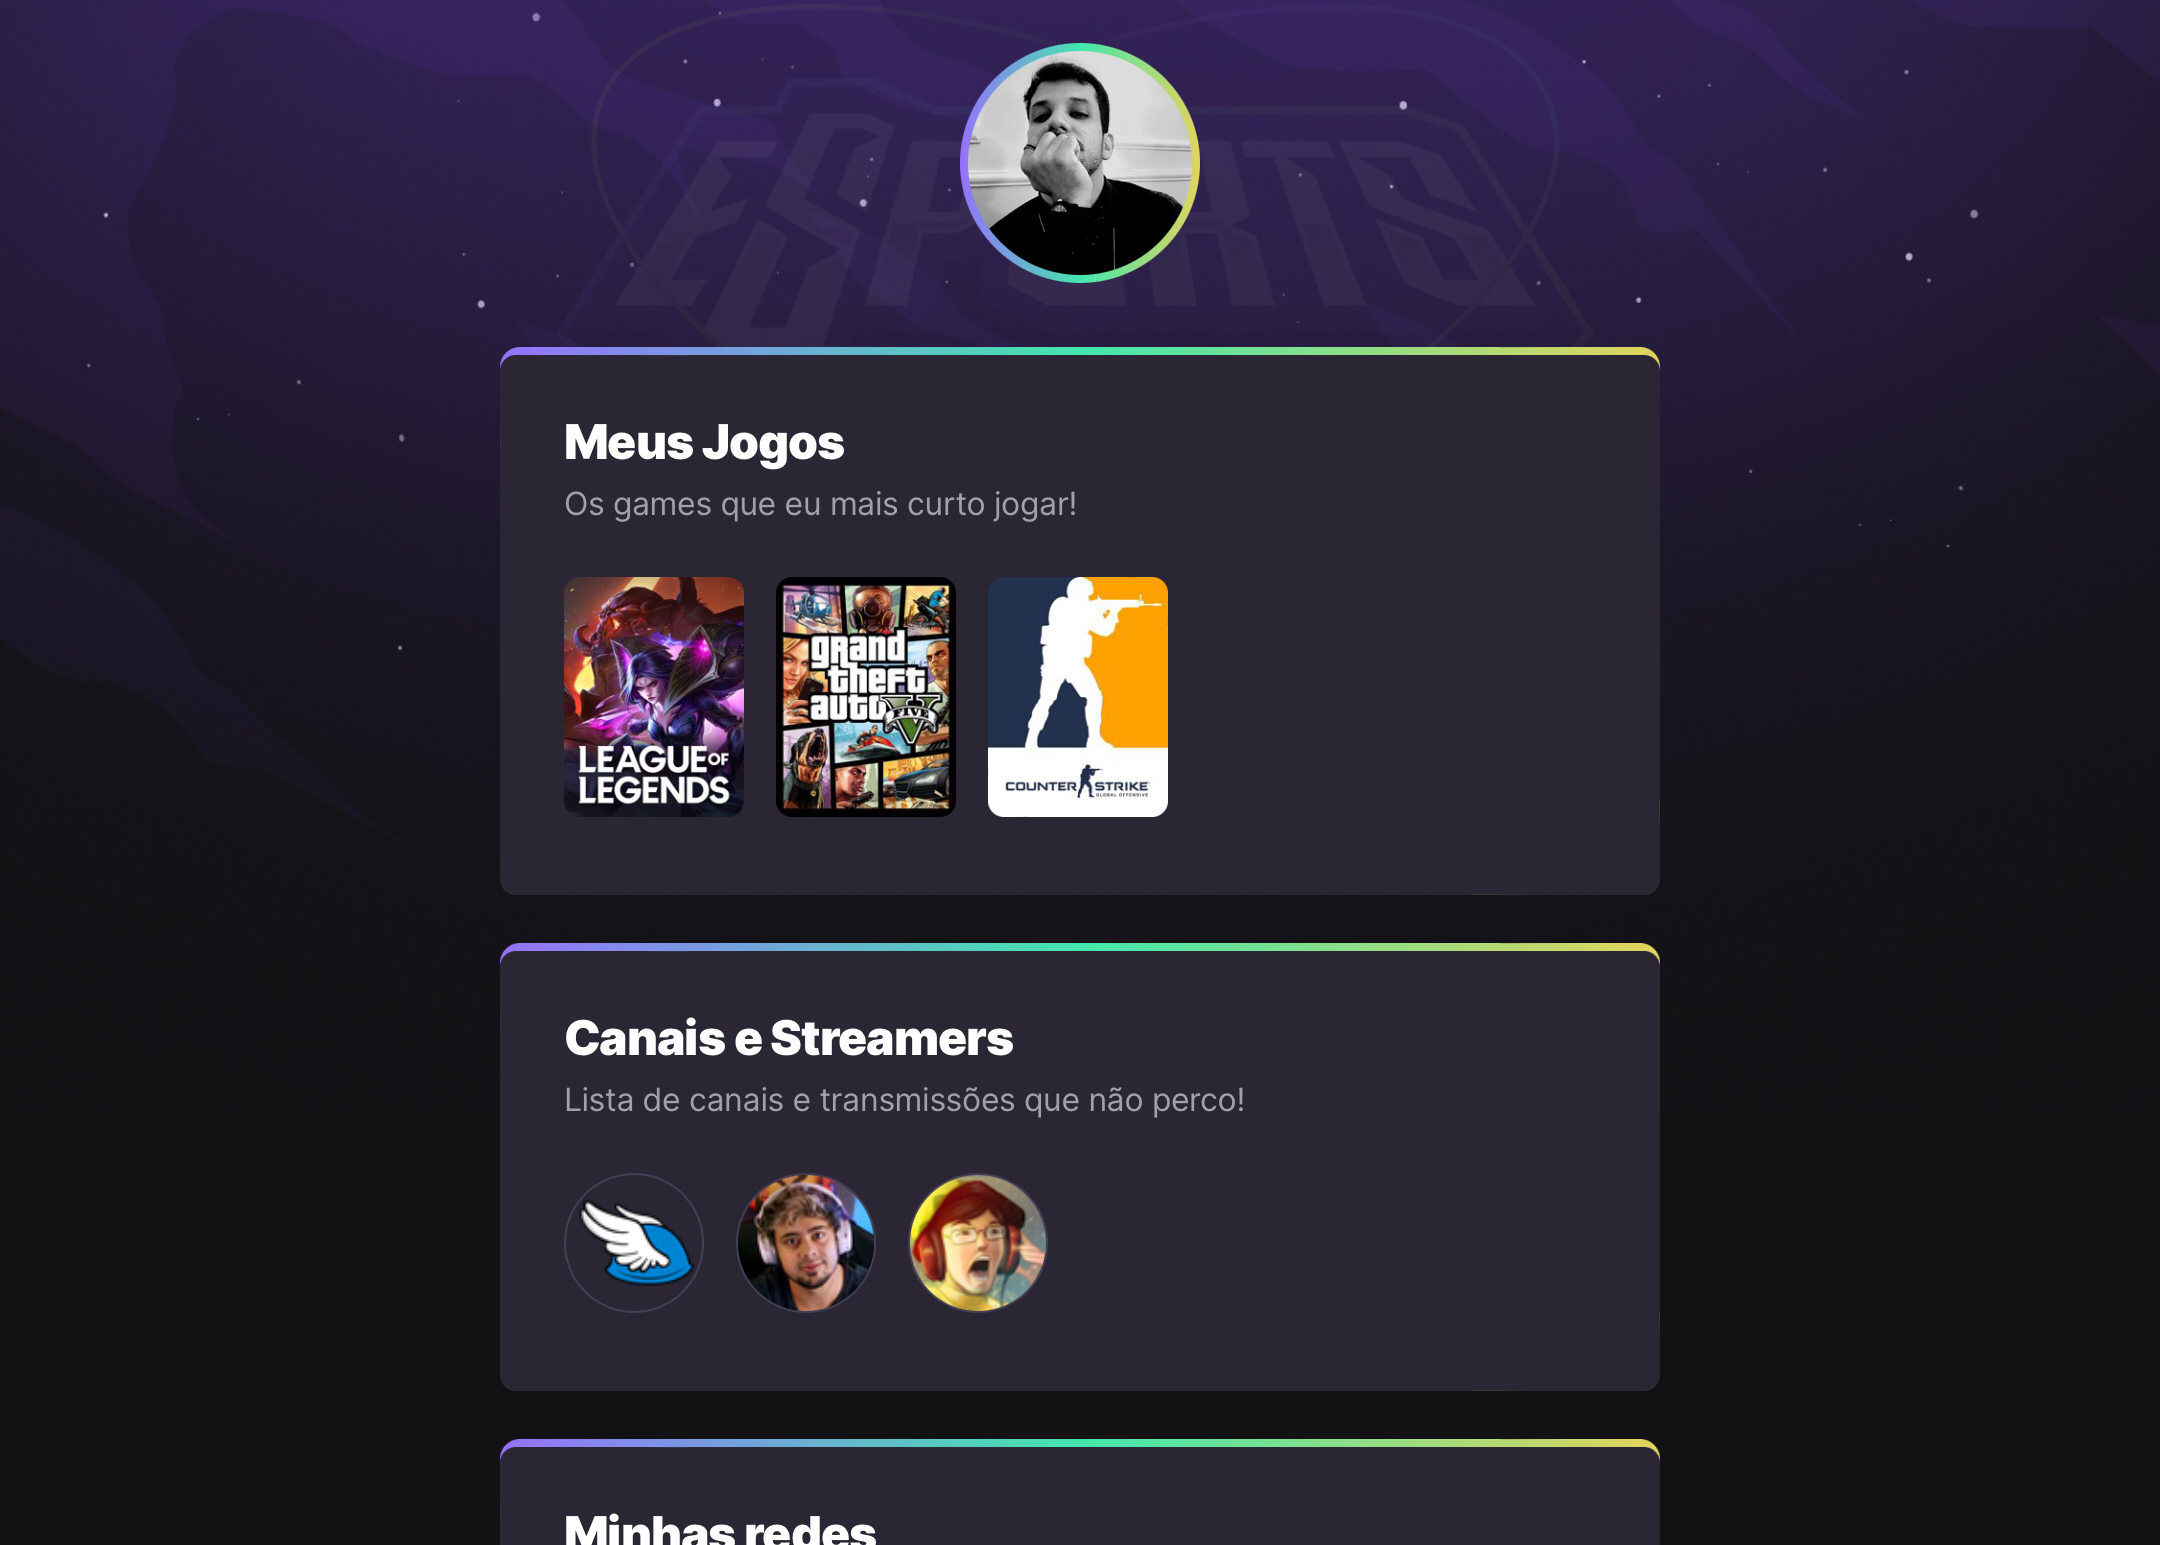 ESPORTS
Meus Jogos
Os games que eu mais curto jogar!
LEAGUE OF
LEGENDS
grand
theft
auto
FIVE
COUNTER STRIKE
GLOBAL OFFENSIVE
Canais e Streamers
Lista de canais e transmissões que não perco!
Minhas redes